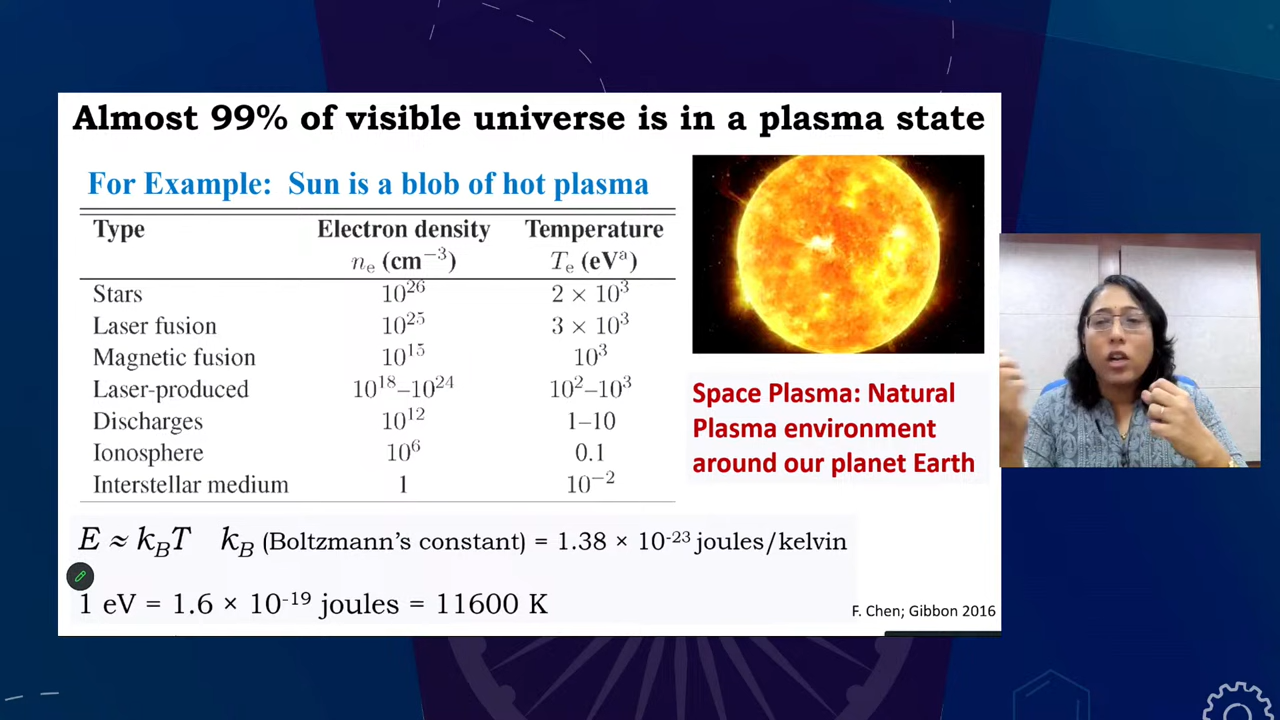 Almost 99% of visible universe is in a plasma state
For Example: Sun is a blob of hot plasma
Type Electron density Temperature
nₑ (cm⁻³) Tₑ (eVᵃ)
Stars 10²⁶ 2 × 10³
Laser fusion 10²⁵ 3 × 10³
Magnetic fusion 10¹⁵ 10³
Laser-produced 10¹⁸–10²⁴ 10²–10³
Discharges 10¹² 1–10
Ionosphere 10⁶ 0.1
Interstellar medium 1 10⁻²
Space Plasma: Natural
Plasma environment
around our planet Earth
E ≈ k_BT k_B (Boltzmann’s constant) = 1.38 × 10⁻²³ joules/kelvin
1 eV = 1.6 × 10⁻¹⁹ joules = 11600 K
F. Chen; Gibbon 2016